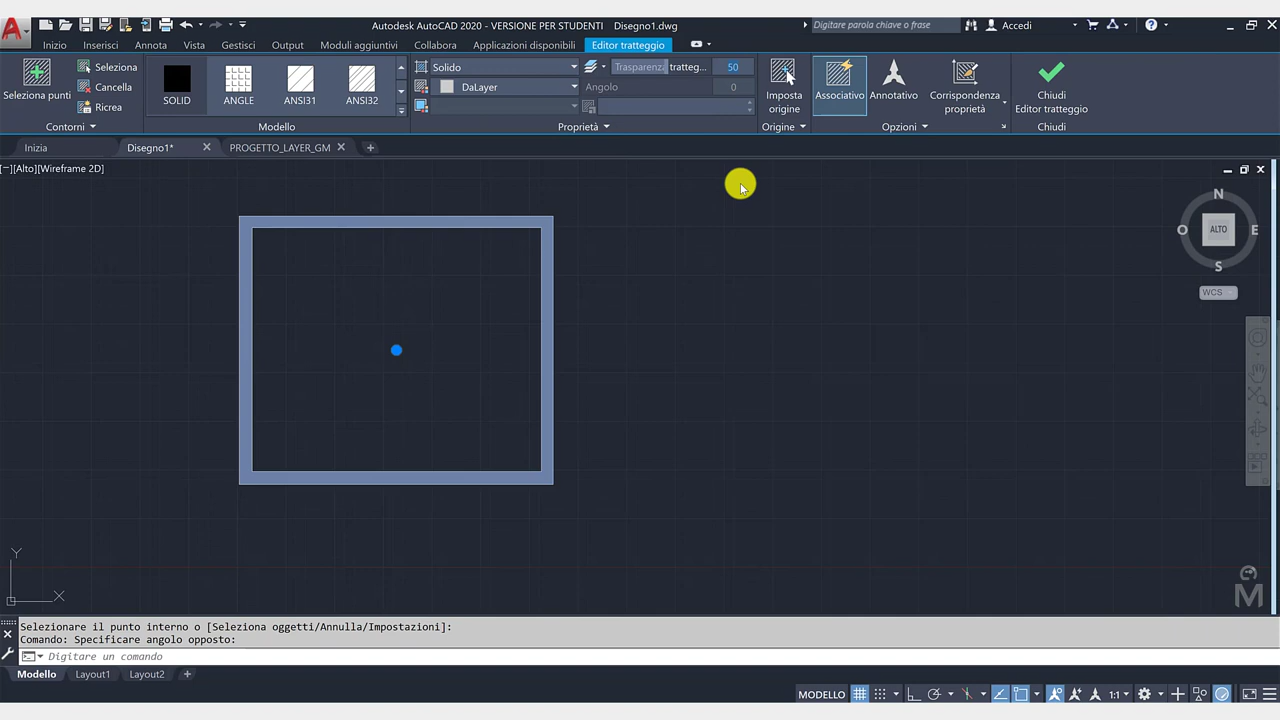 Autodesk AutoCAD 2020 - VERSIONE PER STUDENTI Disegno1.dwg
Digitare parola chiave o frase
Accedi
Inizio Inserisci Annota Vista Gestisci Output Moduli aggiuntivi Collabora Applicazioni disponibili Editor tratteggio
Seleziona punti
Seleziona
Cancella
Ricrea
Contorni
SOLID
ANGLE
ANSI31
ANSI32
Modello
Solido
DaLayer
Trasparenza tratteg... 50
Angolo 0
Proprietà
Imposta
origine
Origine
Associativo
Annotativo
Corrispondenza
proprietà
Opzioni
Chiudi
Editor tratteggio
Chiudi
Inizia Disegno1* PROGETTO_LAYER_GM
[−][Alto][Wireframe 2D]
N
O ALTO E
S
WCS
Y
X
M
Selezionare il punto interno o [Seleziona oggetti/Annulla/Impostazioni]:
Comando: Specificare angolo opposto:
Digitare un comando
Modello Layout1 Layout2
MODELLO 1:1